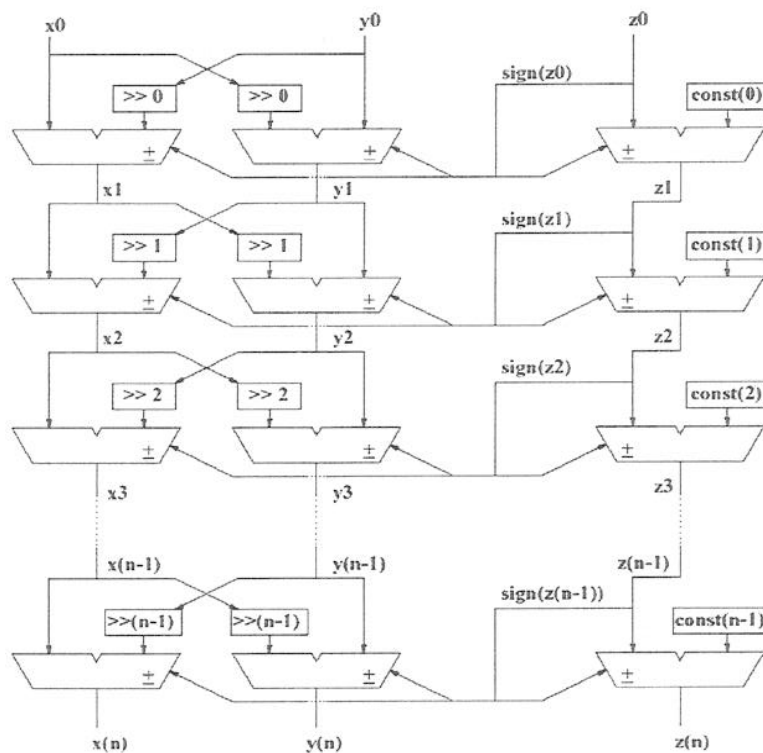 x0 y0 z0
sign(z0)
>> 0 >> 0 const(0)
± ± ±
x1 y1 z1
sign(z1)
>> 1 >> 1 const(1)
± ± ±
x2 y2 z2
sign(z2)
>> 2 >> 2 const(2)
± ± ±
x3 y3 z3
x(n-1) y(n-1) z(n-1)
sign(z(n-1))
>>(n-1) >>(n-1) const(n-1)
± ± ±
x(n) y(n) z(n)